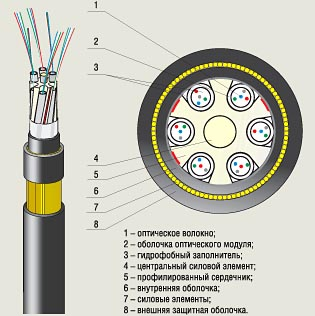 1
2
3
4
5
6
7
8
1 – оптическое волокно;
2 – оболочка оптического модуля;
3 – гидрофобный заполнитель;
4 – центральный силовой элемент;
5 – профилированный сердечник;
6 – внутренняя оболочка;
7 – силовые элементы;
8 – внешняя защитная оболочка.